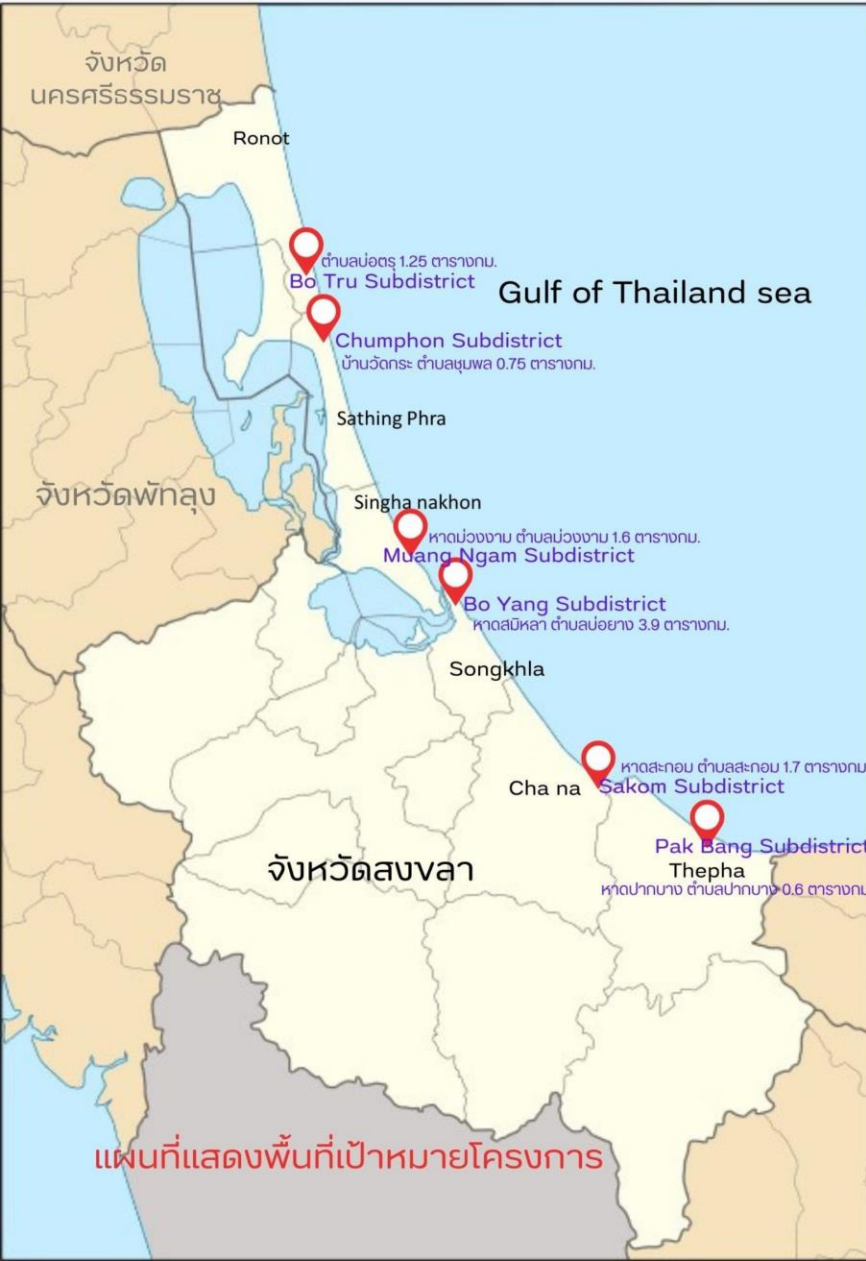 จังหวัด
นครศรีธรรมราช
Ronot
ตำบลบ่อตรุ 1.25 ตารางกม.
Bo Tru Subdistrict
Gulf of Thailand sea
Chumphon Subdistrict
บ้านวัดกระ ตำบลชุมพล 0.75 ตารางกม.
Sathing Phra
จังหวัดพัทลุง
Singha nakhon
หาดม่วงงาม ตำบลม่วงงาม 1.6 ตารางกม.
Muang Ngam Subdistrict
Bo Yang Subdistrict
หาดสมิหลา ตำบลบ่อยาง 3.9 ตารางกม.
Songkhla
หาดสะกอม ตำบลสะกอม 1.7 ตารางกม
Cha na
Sakom Subdistrict
Pak Bang Subdistrict
Thepha
จังหวัดสงขลา
หาดปากบาง ตำบลปากบาง 0.6 ตารางกม
แผนที่แสดงพื้นที่เป้าหมายโครงการ